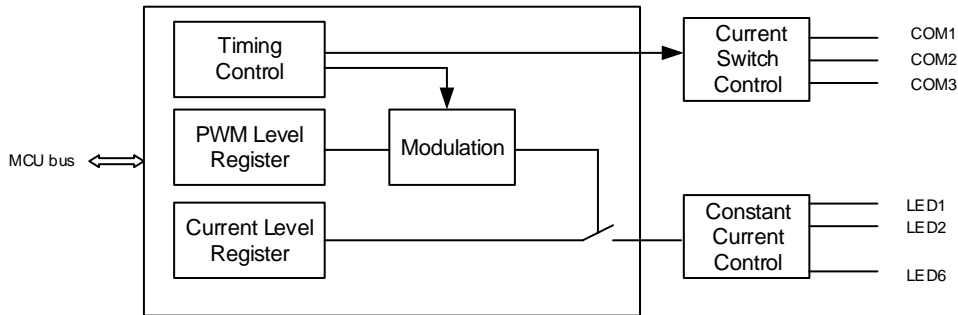 Timing
Control
Current
Switch
Control
COM1
COM2
COM3
PWM Level
Register
Modulation
MCU bus
Current Level
Register
Constant
Current
Control
LED1
LED2
LED6